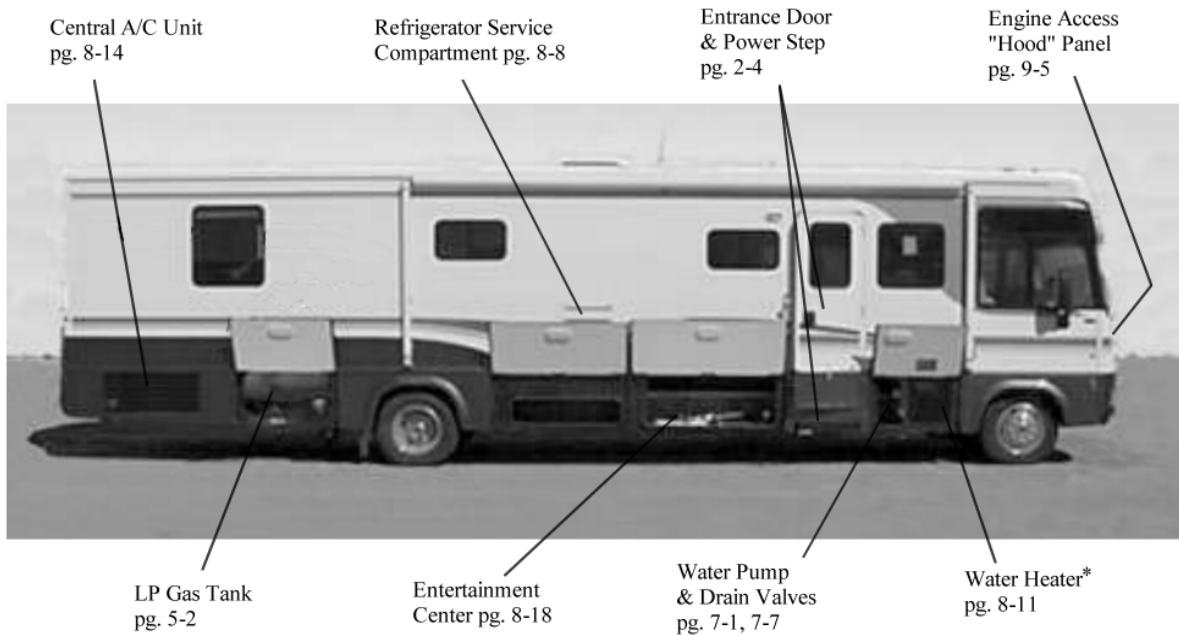 Central A/C Unit
pg. 8-14
Refrigerator Service
Compartment pg. 8-8
Entrance Door
& Power Step
pg. 2-4
Engine Access
"Hood" Panel
pg. 9-5
LP Gas Tank
pg. 5-2
Entertainment
Center pg. 8-18
Water Pump
& Drain Valves
pg. 7-1, 7-7
Water Heater*
pg. 8-11